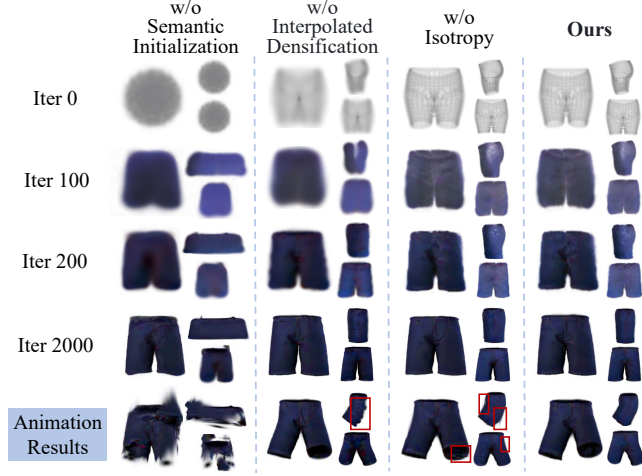 w/o
Semantic
Initialization
w/o
Interpolated
Densification
w/o
Isotropy
Ours
Iter 0
Iter 100
Iter 200
Iter 2000
Animation
Results